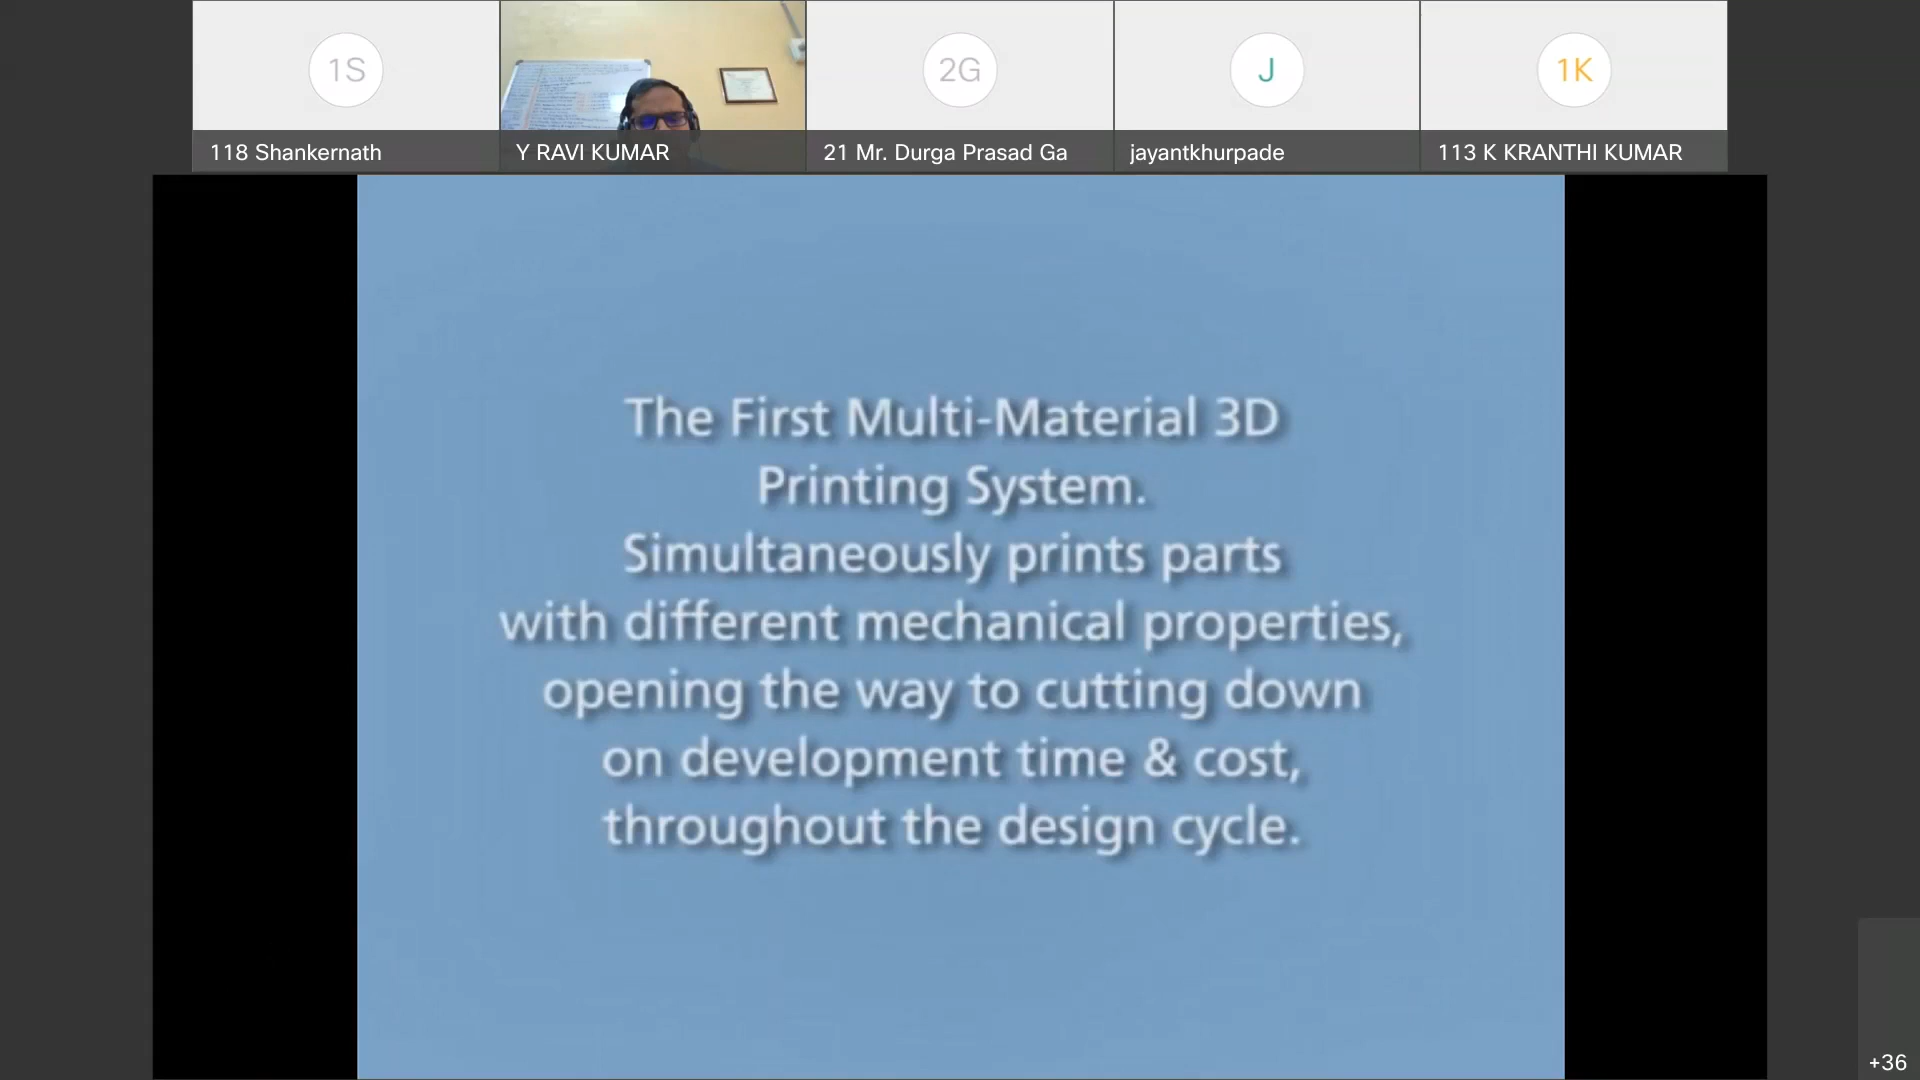 1S
2G
J
1K
118 Shankernath
Y RAVI KUMAR
21 Mr. Durga Prasad Ga
jayantkhurpade
113 K KRANTHI KUMAR
The First Multi-Material 3D
Printing System.
Simultaneously prints parts
with different mechanical properties,
opening the way to cutting down
on development time & cost,
throughout the design cycle.
+36